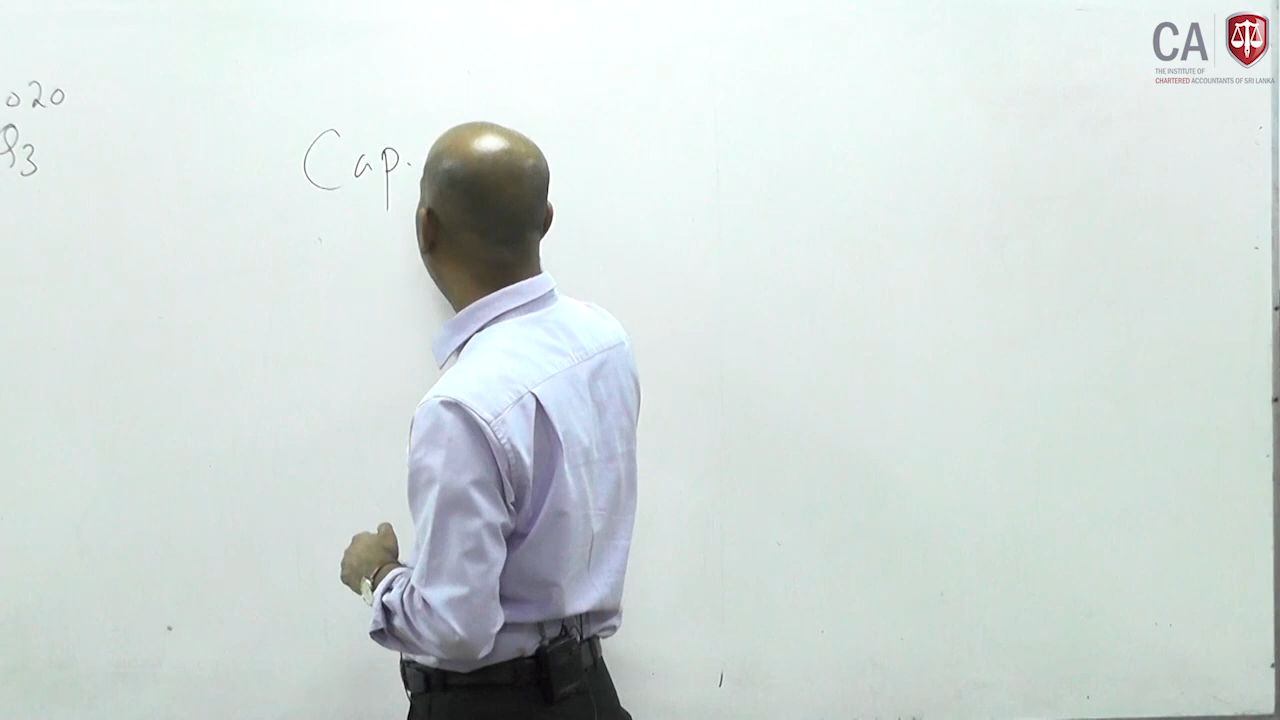 CA
THE INSTITUTE OF
CHARTERED ACCOUNTANTS OF SRI LANKA
020
Cap.